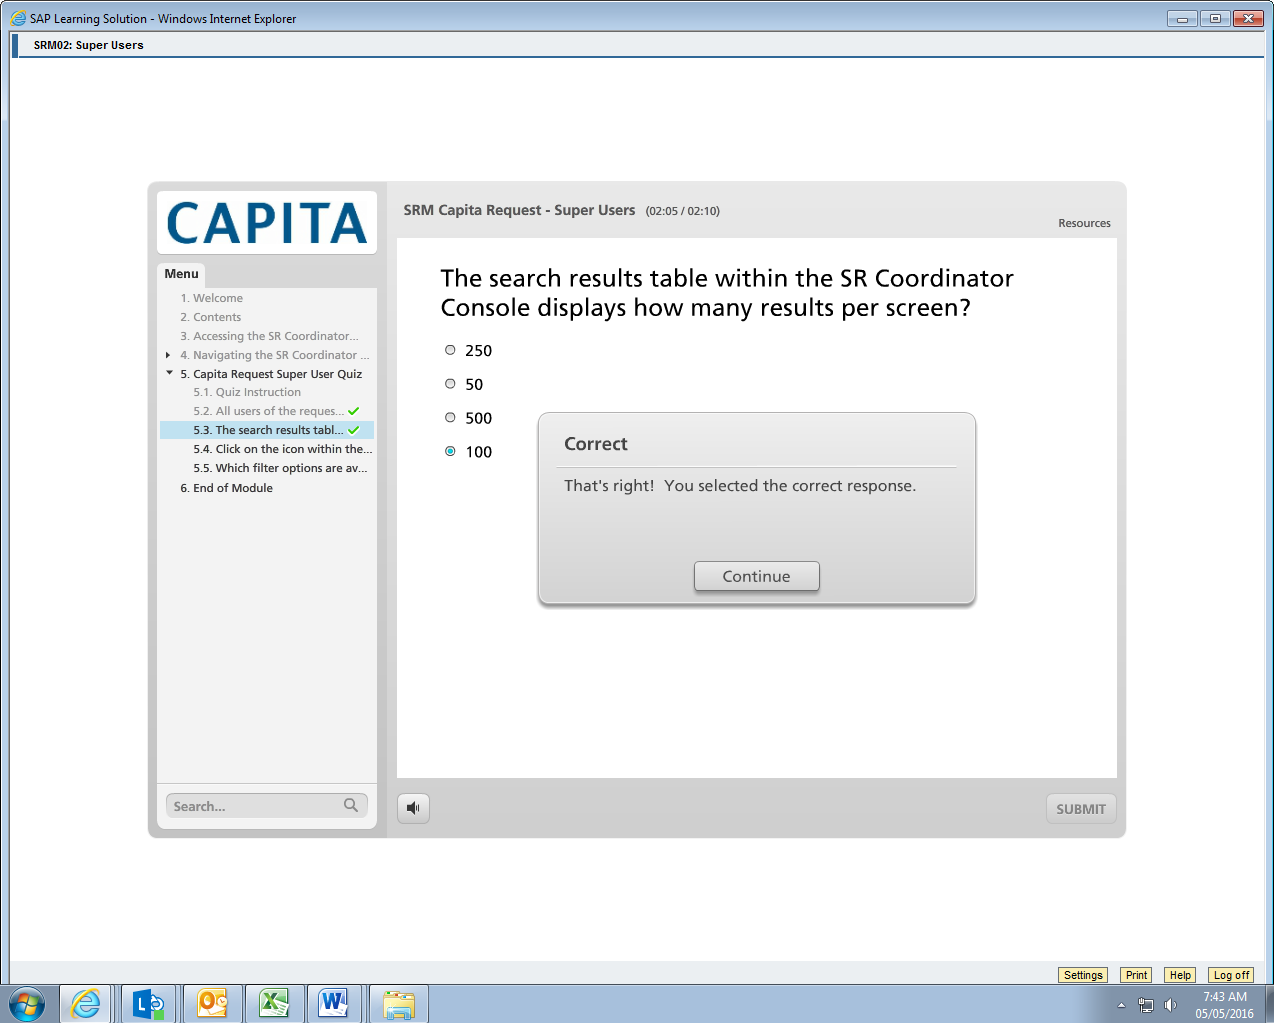 SAP Learning Solution - Windows Internet Explorer
SRM02: Super Users
CAPITA
SRM Capita Request - Super Users (02:05 / 02:10)
Resources
Menu
1. Welcome
2. Contents
3. Accessing the SR Coordinator...
4. Navigating the SR Coordinator ...
5. Capita Request Super User Quiz
5.1. Quiz Instruction
5.2. All users of the reques...
5.3. The search results tabl...
5.4. Click on the icon within the...
5.5. Which filter options are av...
6. End of Module
The search results table within the SR Coordinator
Console displays how many results per screen?
250
50
500
100
Correct
That's right!  You selected the correct response.
Continue
Search...
SUBMIT
Settings
Print
Help
Log off
7:43 AM
05/05/2016